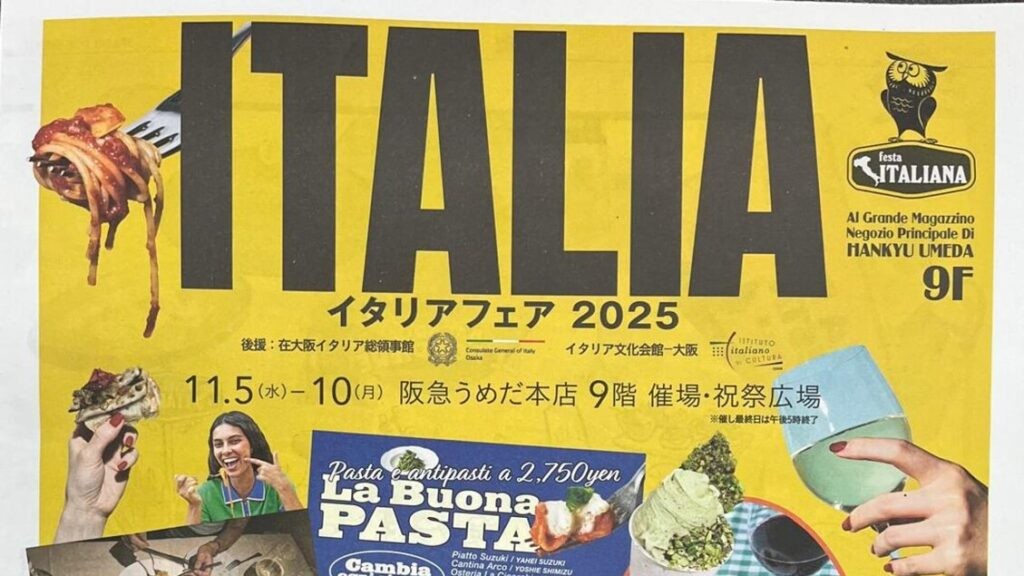 ITALIA
festa
ITALIANA
Al Grande Magazzino
Negozio Principale Di
HANKYU UMEDA
9F
イタリアフェア 2025
後援：在大阪イタリア総領事館
Consulate General of Italy
Osaka
イタリア文化会館–大阪
ISTITUTO
italiano
DI CULTURA
11.5（水）– 10（月） 阪急うめだ本店 9階 催場・祝祭広場
※催し最終日は午後5時終了
Pasta e antipasti a 2,750yen
La Buona
PASTA
Cambia
Piatto Suzuki / YAHEI SUZUKI
Cantina Arco / YOSHIE SHIMIZU